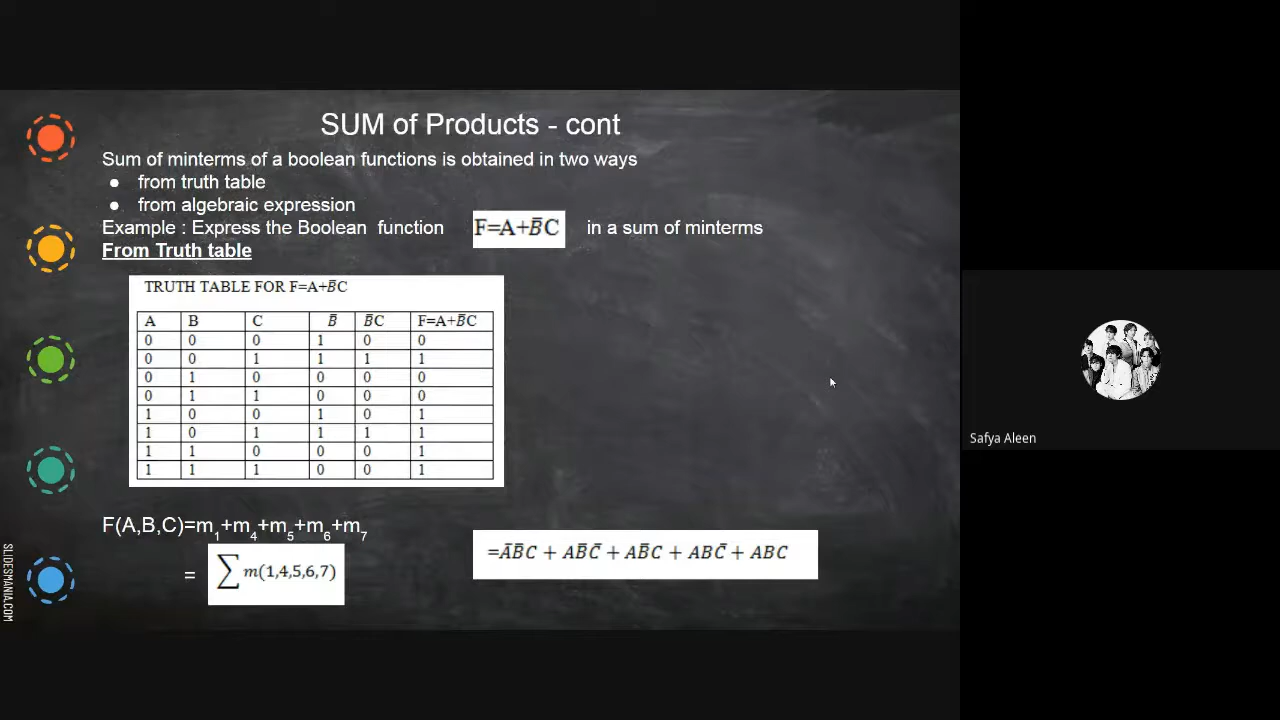 SUM of Products - cont
Sum of minterms of a boolean functions is obtained in two ways
● from truth table
● from algebraic expression
Example : Express the Boolean function F=A+B̅C in a sum of minterms
From Truth table
TRUTH TABLE FOR F=A+B̅C
A B C B̅ B̅C F=A+B̅C
0 0 0 1 0 0
0 0 1 1 1 1
0 1 0 0 0 0
0 1 1 0 0 0
1 0 0 1 0 1
1 0 1 1 1 1
1 1 0 0 0 1
1 1 1 0 0 1
F(A,B,C)=m₁+m₄+m₅+m₆+m₇
= ∑ m(1,4,5,6,7)
=A̅B̅C + AB̅C̅ + AB̅C + ABC̅ + ABC
SLIDESMANIA.COM
Safya Aleen